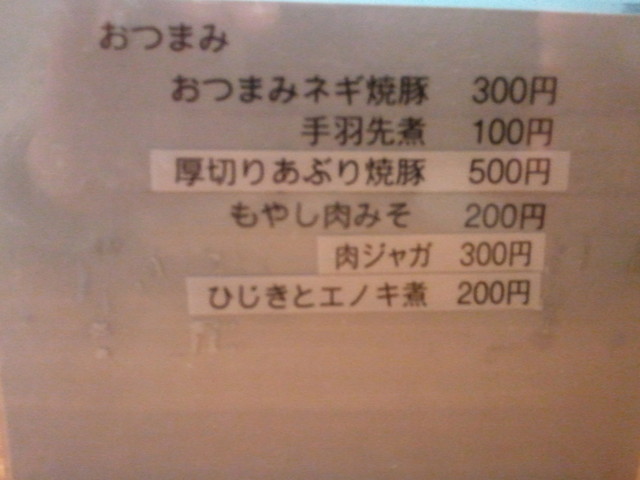 おつまみ
おつまみネギ焼豚 300円
手羽先煮 100円
厚切りあぶり焼豚 500円
もやし肉みそ 200円
肉ジャガ 300円
ひじきとエノキ煮 200円